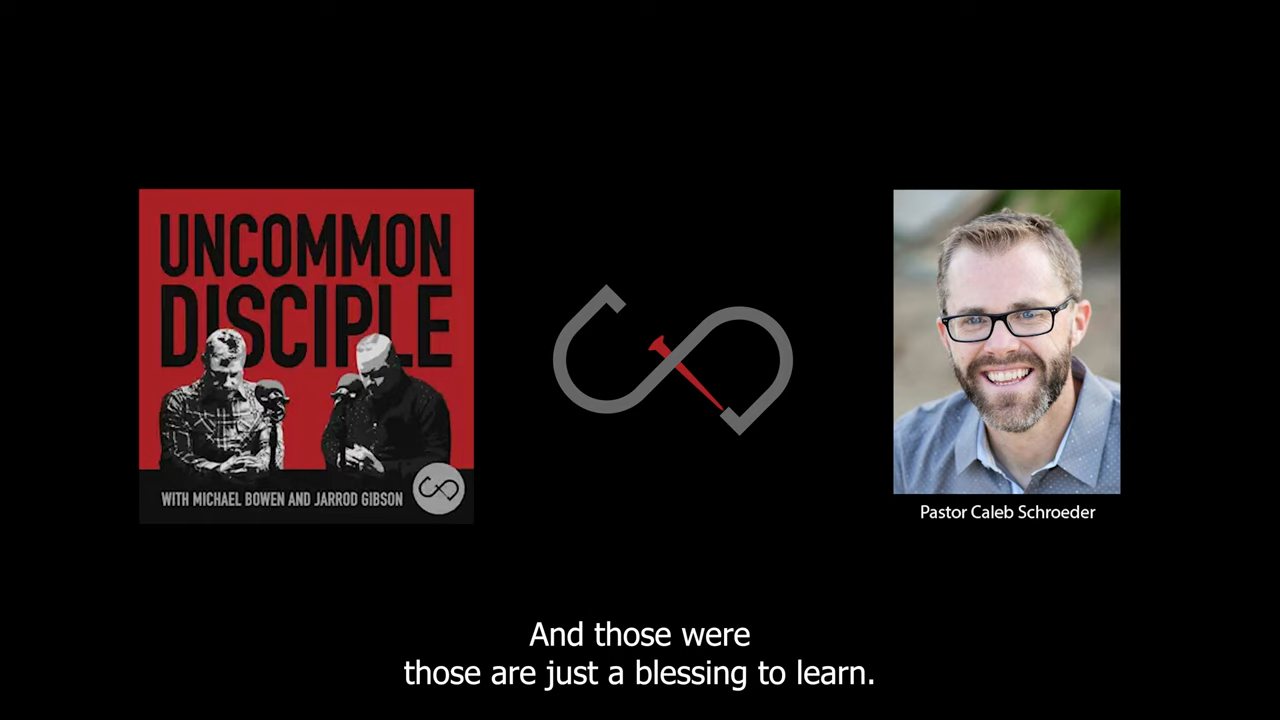 UNCOMMON
DISCIPLE
WITH MICHAEL BOWEN AND JARROD GIBSON
Pastor Caleb Schroeder
And those were
those are just a blessing to learn.